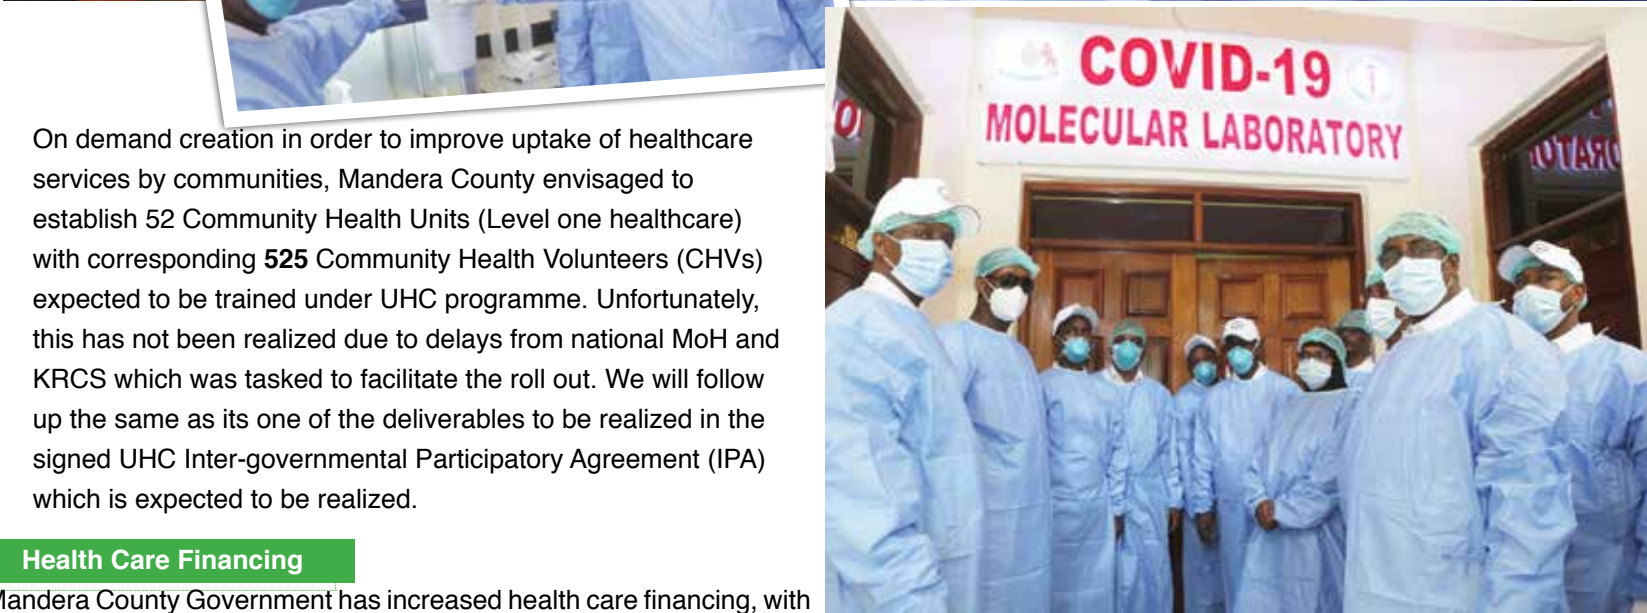 On demand creation in order to improve uptake of healthcare
services by communities, Mandera County envisaged to
establish 52 Community Health Units (Level one healthcare)
with corresponding 525 Community Health Volunteers (CHVs)
expected to be trained under UHC programme. Unfortunately,
this has not been realized due to delays from national MoH and
KRCS which was tasked to facilitate the roll out. We will follow
up the same as its one of the deliverables to be realized in the
signed UHC Inter-governmental Participatory Agreement (IPA)
which is expected to be realized.
Health Care Financing
Mandera County Government has increased health care financing, with
COVID-19
MOLECULAR LABORATORY